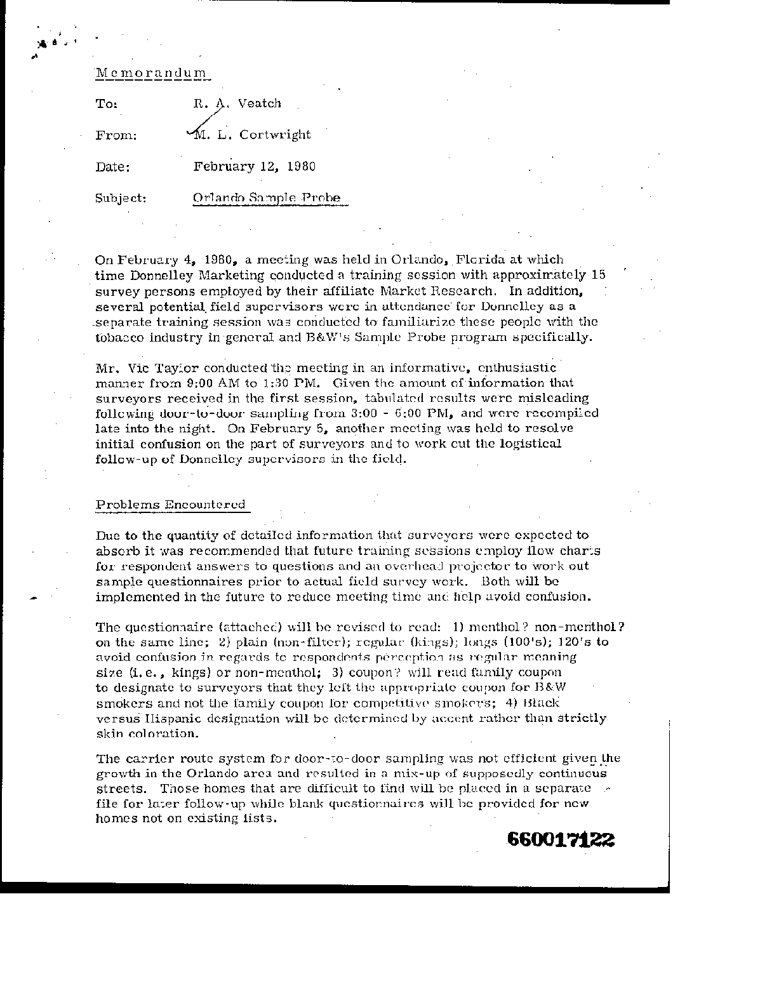 Memorandum
To: R. A. Veatch
From: M. L. Cortwright
Date: February 12, 1980
Subject: Orlando Sample Probe
On February 4, 1980, a meeting was held in Orlando, Florida at which
time Donnelley Marketing conducted a training session with approximately 15
survey persons employed by their affiliate Market Research. In addition,
several potential field supervisors were in attendance for Donnelley as a
separate training session was conducted to familiarize these people with the
tobacco industry in general and B&W's Sample Probe program specifically.
Mr. Vic Taylor conducted the meeting in an informative, enthusiastic
manner from 9:00 AM to 1:30 PM. Given the amount of information that
surveyors received in the first session, tabulated results were misleading
following door-to-door sampling from 3:00 - 6:00 PM, and were recompiled
late into the night. On February 5, another meeting was held to resolve
initial confusion on the part of surveyors and to work out the logistical
follow-up of Donnelley supervisors in the field.
Problems Encountered
Due to the quantity of detailed information that surveyors were expected to
absorb it was recommended that future training sessions employ flow charts
for respondent answers to questions and an overhead projector to work out
sample questionnaires prior to actual field survey work. Both will be
implemented in the future to reduce meeting time and help avoid confusion.
The questionnaire (attached) will be revised to read: 1) menthol? non-menthol?
on the same line; 2) plain (non-filter); regular (kings); longs (100's); 120's to
avoid confusion in regards to respondents perception as regular meaning
size (i.e., kings) or non-menthol; 3) coupon? will read family coupon
to designate to surveyors that they left the appropriate coupon for B&W
smokers and not the family coupon for competitive smokers; 4) Black
versus Hispanic designation will be determined by accent rather than strictly
skin coloration.
The carrier route system for door-to-door sampling was not efficient given the
growth in the Orlando area and resulted in a mix-up of supposedly continuous
streets. Those homes that are difficult to find will be placed in a separate
file for later follow-up while blank questionnaires will be provided for new
homes not on existing lists.
660017122